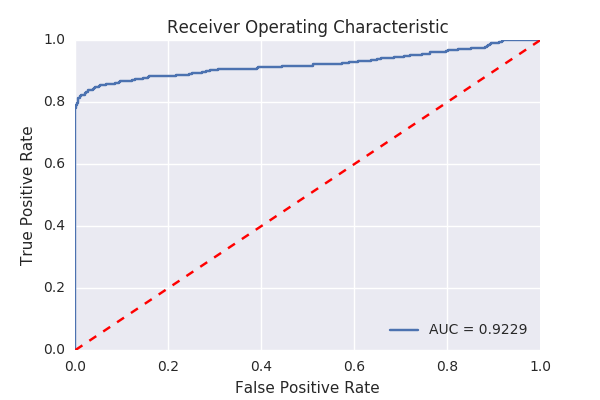 Receiver Operating Characteristic
1.0
0.8
0.6
0.4
0.2
0.0
True Positive Rate
AUC = 0.9229
0.0 0.2 0.4 0.6 0.8 1.0
False Positive Rate